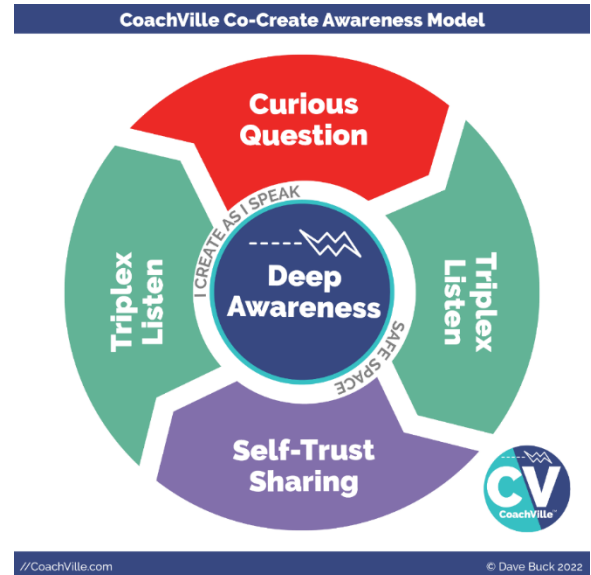 CoachVille Co-Create Awareness Model
Curious
Question
I CREATE AS I SPEAK
Triplex
Listen
Deep
Awareness
Triplex
Listen
SAFE SPACE
Self-Trust
Sharing
CV
CoachVille™
//CoachVille.com
© Dave Buck 2022